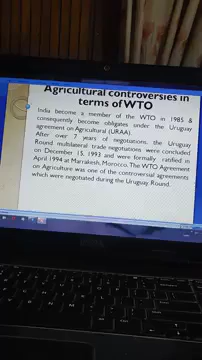 Agricultural controversies in
terms of WTO
India become a member of the WTO in 1985 &
consequently become obligates under the Uruguay
agreement on Agricultural (URAA).
After over 7 years of negotiations, the Uruguay
Round multilateral trade negotiations were concluded
on December 15, 1993 and were formally ratified in
April 1994 at Marrakesh, Morocco. The WTO Agreement
on Agriculture was one of the controversial agreements
which were negotiated during the Uruguay Round.